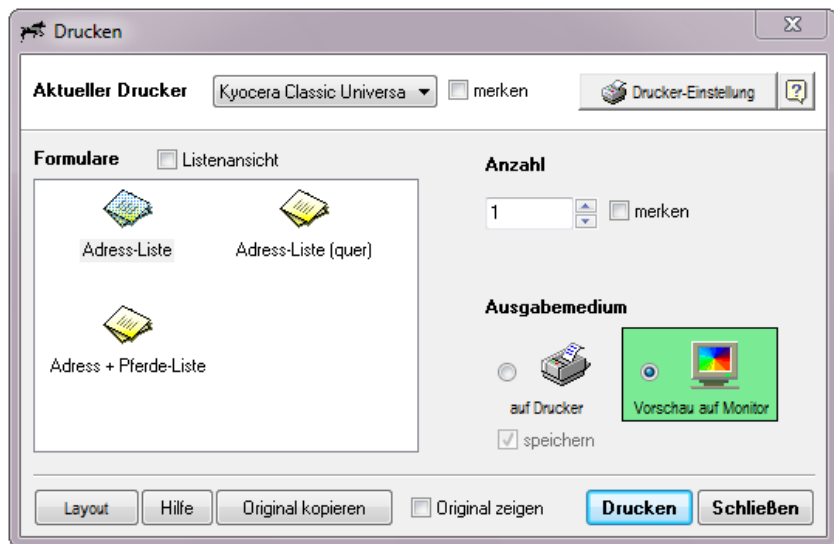 Drucken
Aktueller Drucker Kyocera Classic Universa merken Drucker-Einstellung
Formulare Listenansicht
Adress-Liste Adress-Liste (quer)
Adress + Pferde-Liste
Anzahl
1 merken
Ausgabemedium
auf Drucker Vorschau auf Monitor
speichern
Layout Hilfe Original kopieren Original zeigen Drucken Schließen